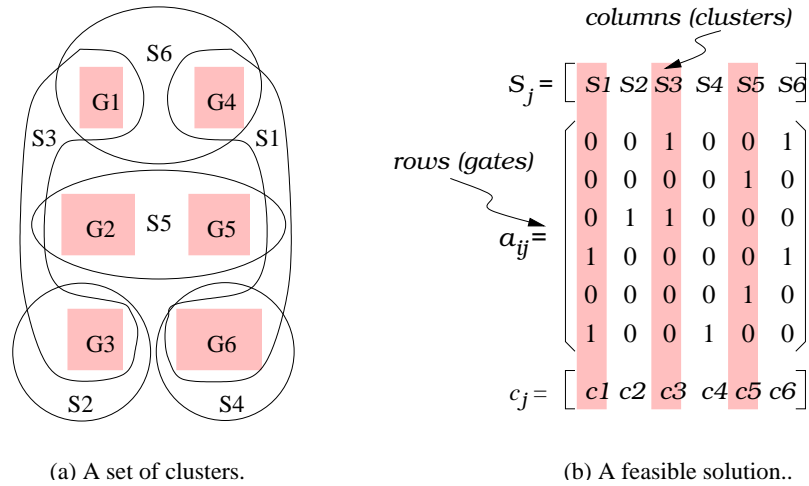 S6
G1 G4
S3 S1
G2 S5 G5
G3 G6
S2 S4
(a) A set of clusters.
columns (clusters)
S j = [ S1 S2 S3 S4 S5 S6 ]
rows (gates)
a ij =
0 0 1 0 0 1
0 0 0 0 1 0
0 1 1 0 0 0
1 0 0 0 0 1
0 0 0 0 1 0
1 0 0 1 0 0
c j = [ c1 c2 c3 c4 c5 c6 ]
(b) A feasible solution..